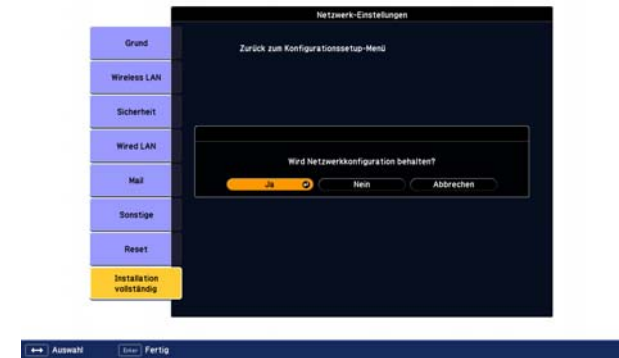 Netzwerk-Einstellungen
Grund
Zurück zum Konfigurationssetup-Menü
Wireless LAN
Sicherheit
Wired LAN
Wird Netzwerkkonfiguration behalten?
Mail
Ja
Nein
Abbrechen
Sonstige
Reset
Installation
vollständig
Auswahl
Enter
Fertig